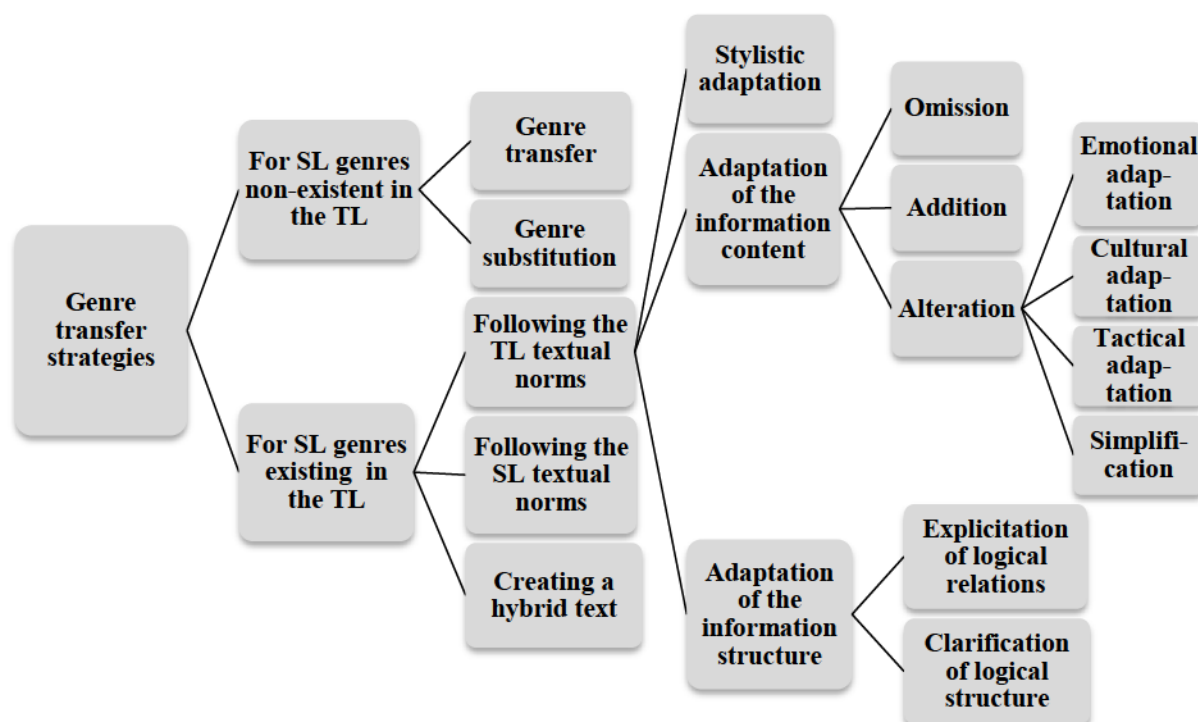 Genre
transfer
strategies
For SL genres
non-existent in
the TL
For SL genres
existing in
the TL
Genre
transfer
Genre
substitution
Following the
TL textual
norms
Following the
SL textual
norms
Creating a
hybrid text
Stylistic
adaptation
Adaptation
of the
information
content
Adaptation
of the
information
structure
Omission
Addition
Alteration
Explicitation
of logical
relations
Clarification
of logical
structure
Emotional
adap-
tation
Cultural
adap-
tation
Tactical
adap-
tation
Simplifi-
cation